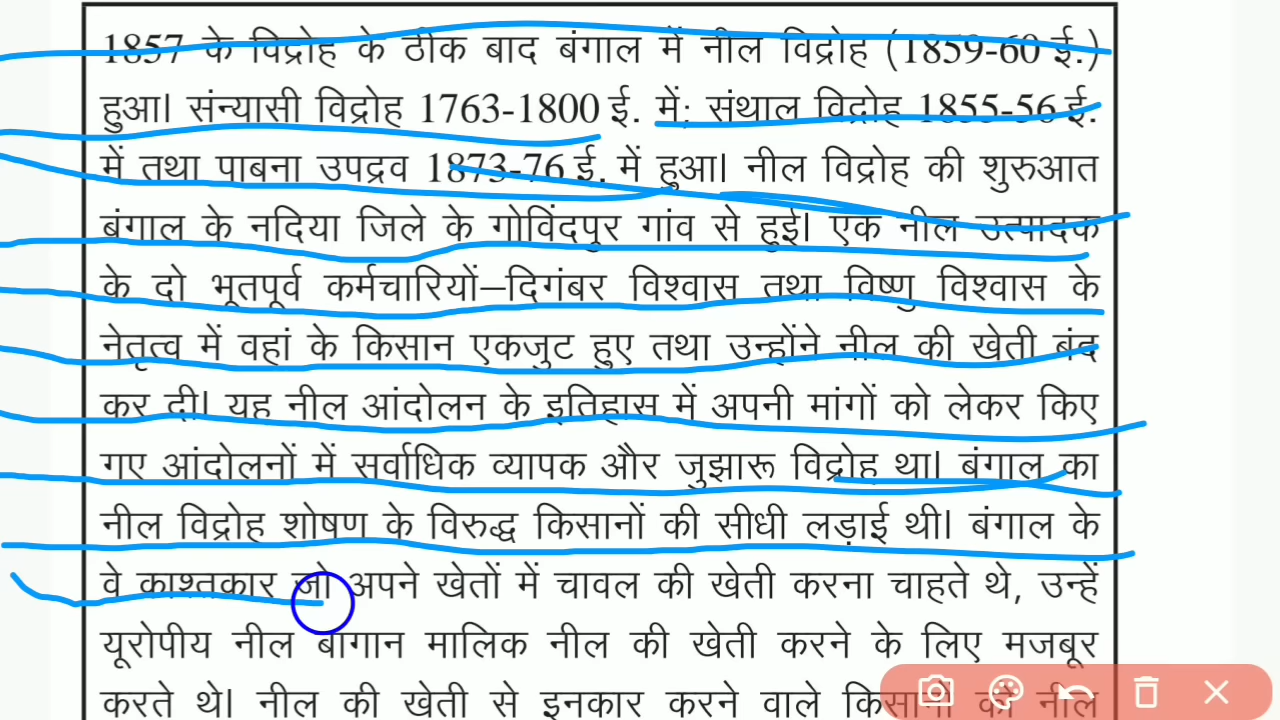 1857 के विद्रोह के ठीक बाद बंगाल में नील विद्रोह (1859-60 ई.)
हुआ। संन्यासी विद्रोह 1763-1800 ई. में; संथाल विद्रोह 1855-56 ई.
में तथा पाबना उपद्रव 1873-76 ई. में हुआ। नील विद्रोह की शुरुआत
बंगाल के नदिया जिले के गोविंदपुर गांव से हुई। एक नील उत्पादक
के दो भूतपूर्व कर्मचारियों–दिगंबर विश्वास तथा विष्णु विश्वास के
नेतृत्व में वहां के किसान एकजुट हुए तथा उन्होंने नील की खेती बंद
कर दी। यह नील आंदोलन के इतिहास में अपनी मांगों को लेकर किए
गए आंदोलनों में सर्वाधिक व्यापक और जुझारू विद्रोह था। बंगाल का
नील विद्रोह शोषण के विरुद्ध किसानों की सीधी लड़ाई थी। बंगाल के
वे काश्तकार जो अपने खेतों में चावल की खेती करना चाहते थे, उन्हें
यूरोपीय नील बागान मालिक नील की खेती करने के लिए मजबूर
करते थे। नील की खेती से इनकार करने वाले किसानों को नील